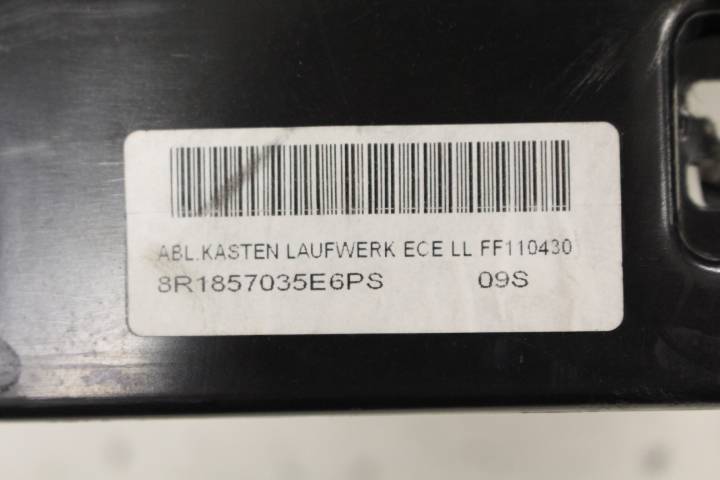 ABL.KASTEN LAUFWERK ECE LL FF110430
8R1857035E6PS 09S